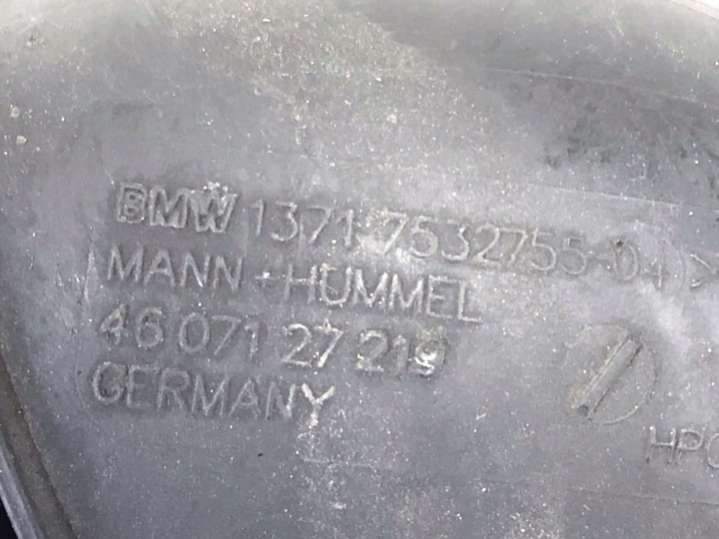 BMW 1371 7532755-04
MANN+HUMMEL
46 071 27 219
GERMANY